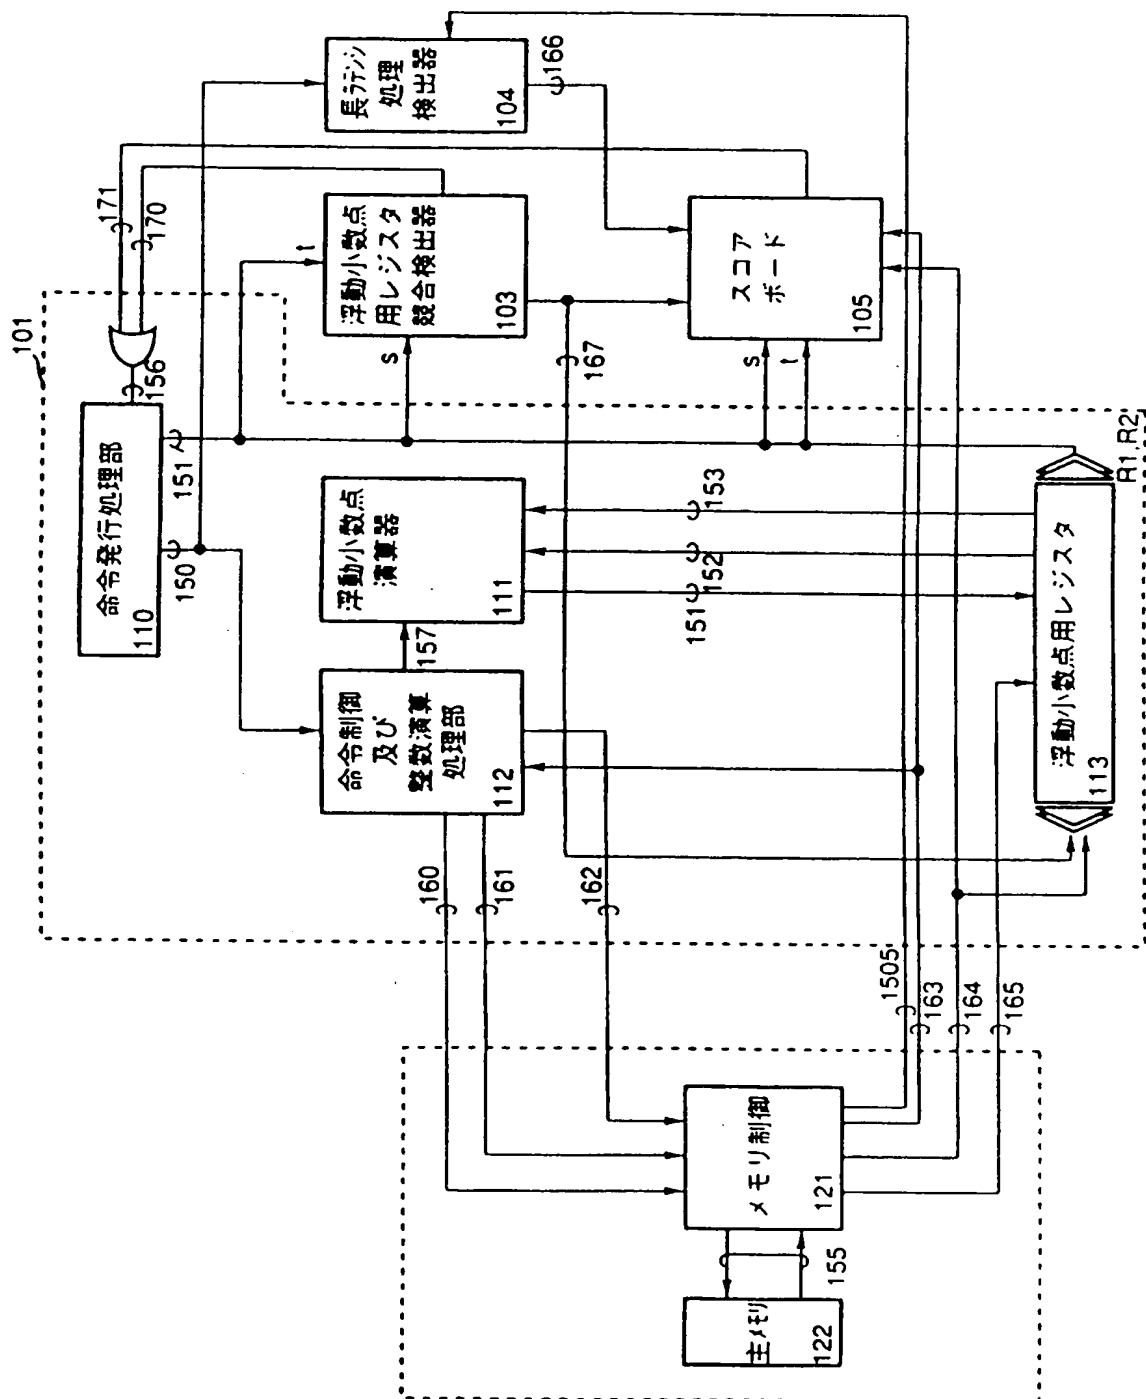 101
命令発行処理部
110
150
151
156
171
170
長ﾚﾃﾝｼ
処理
検出器
104
166
浮動小数点
用レジスタ
競合検出器
103
s
t
167
スコア
ボード
105
s
t
浮動小数点
演算器
111
157
命令制御
及び
整数演算
処理部
112
151
152
153
160
161
162
浮動小数点用レジスタ
113
R1,R2
1505
163
164
165
メモリ制御
121
155
主ﾒﾓﾘ
122